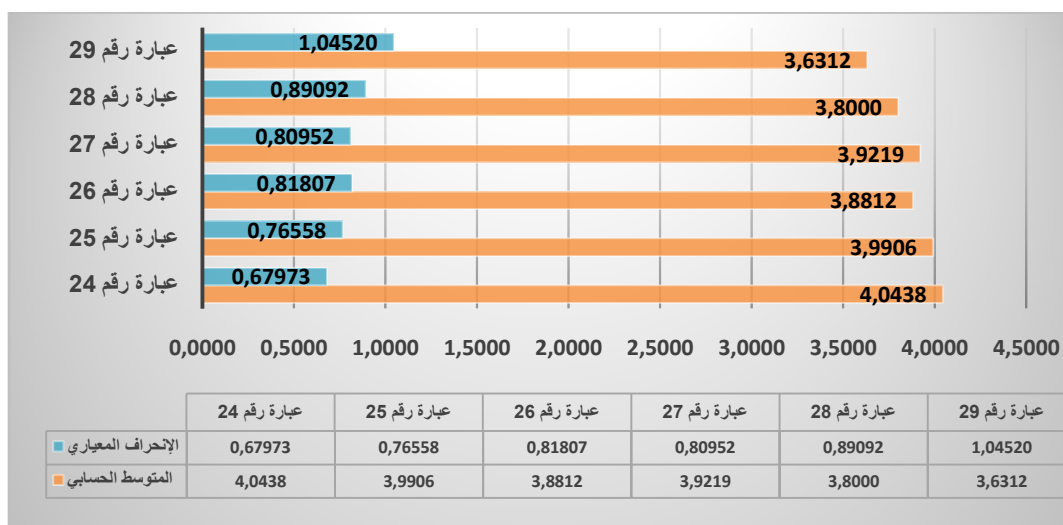 عبارة رقم 29
1,04520
3,6312
عبارة رقم 28
0,89092
3,8000
عبارة رقم 27
0,80952
3,9219
عبارة رقم 26
0,81807
3,8812
عبارة رقم 25
0,76558
3,9906
عبارة رقم 24
0,67973
4,0438
0,0000 0,5000 1,0000 1,5000 2,0000 2,5000 3,0000 3,5000 4,0000 4,5000
عبارة رقم 24 عبارة رقم 25 عبارة رقم 26 عبارة رقم 27 عبارة رقم 28 عبارة رقم 29
الإنحراف المعياري 0,67973 0,76558 0,81807 0,80952 0,89092 1,04520
المتوسط الحسابي 4,0438 3,9906 3,8812 3,9219 3,8000 3,6312